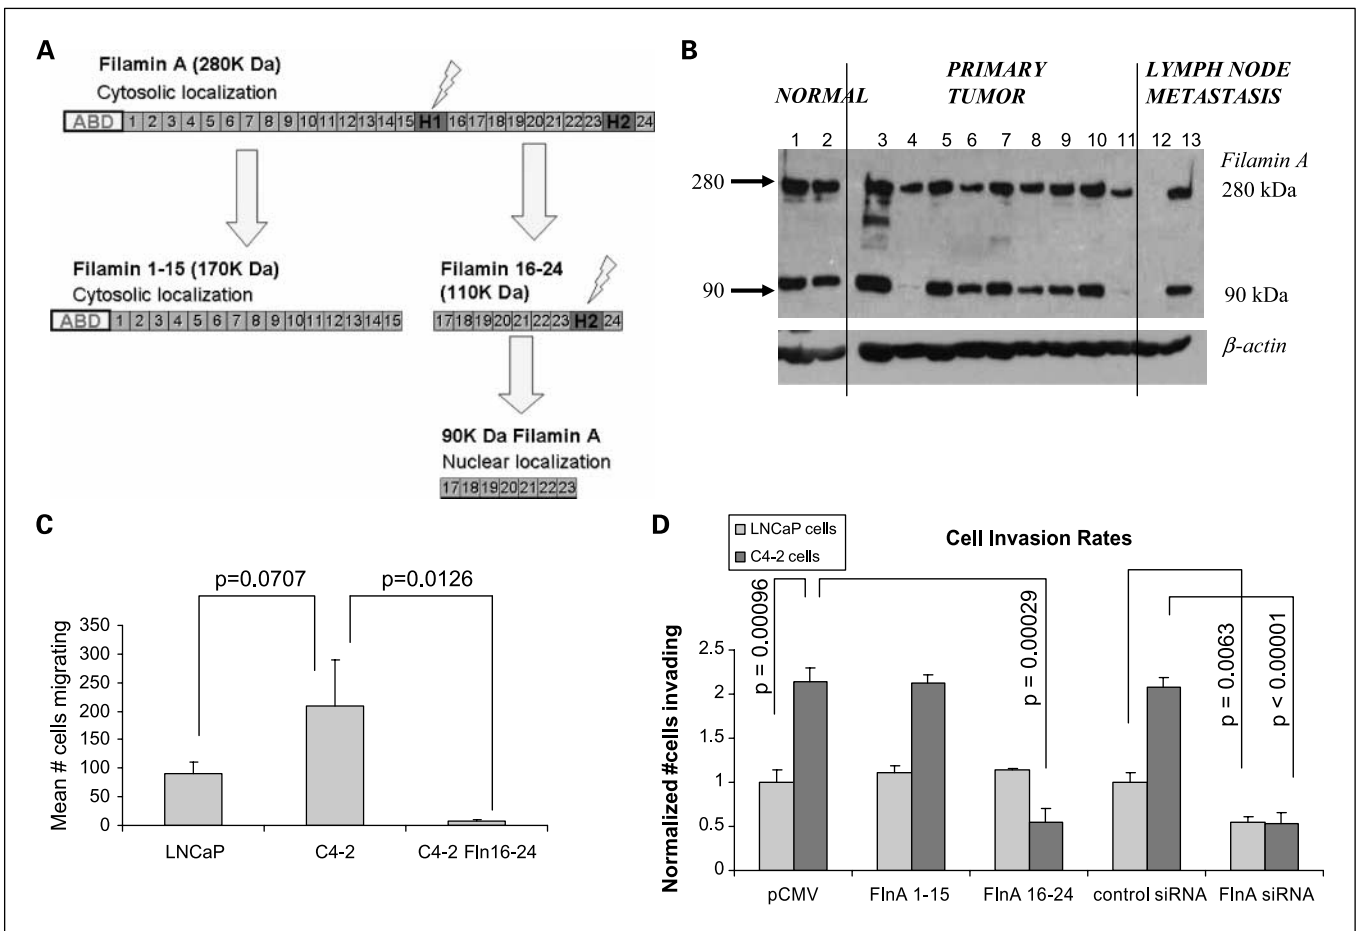 A
Filamin A (280K Da)
Cytosolic localization
ABD 1 2 3 4 5 6 7 8 9 10 11 12 13 14 15 H1 16 17 18 19 20 21 22 23 H2 24
Filamin 1-15 (170K Da)
Cytosolic localization
ABD 1 2 3 4 5 6 7 8 9 10 11 12 13 14 15
Filamin 16-24
(110K Da)
17 18 19 20 21 22 23 H2 24
90K Da Filamin A
Nuclear localization
17 18 19 20 21 22 23
B
NORMAL
PRIMARY
TUMOR
LYMPH NODE
METASTASIS
1 2 3 4 5 6 7 8 9 10 11 12 13
Filamin A
280
280 kDa
90
90 kDa
β-actin
C
p=0.0707
p=0.0126
Mean # cells migrating
350
300
250
200
150
100
50
0
LNCaP
C4-2
C4-2 Fln16-24
D
LNCaP cells
C4-2 cells
Cell Invasion Rates
p = 0.00096
p = 0.00029
p = 0.0063
p < 0.00001
Normalized #cells invading
2.5
2
1.5
1
0.5
0
pCMV
FlnA 1-15
FlnA 16-24
control siRNA
FlnA siRNA